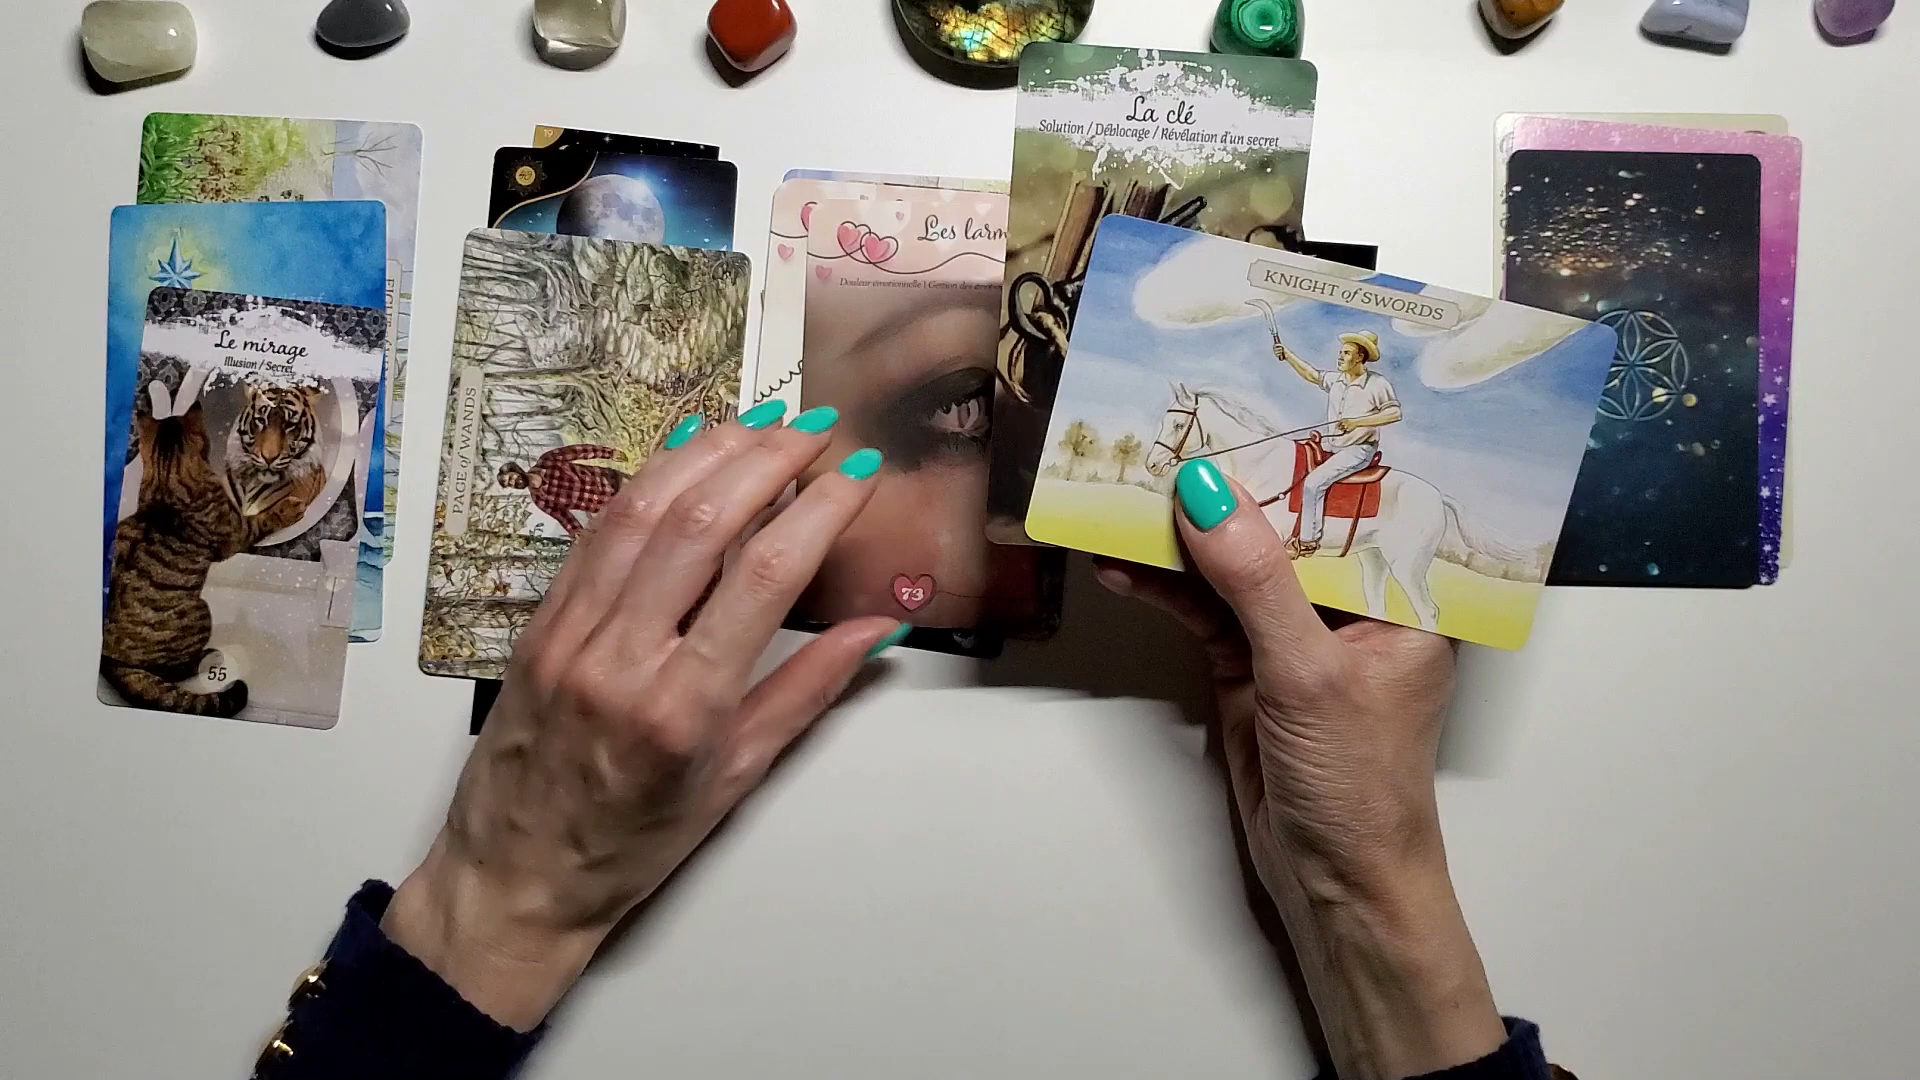 La clé
Solution / Déblocage / Révélation d'un secret
19
Les larm
Douleur émotionnelle | Gestion des émot
KNIGHT of SWORDS
Le mirage
Illusion / Secret
PAGE of WANDS
73
55